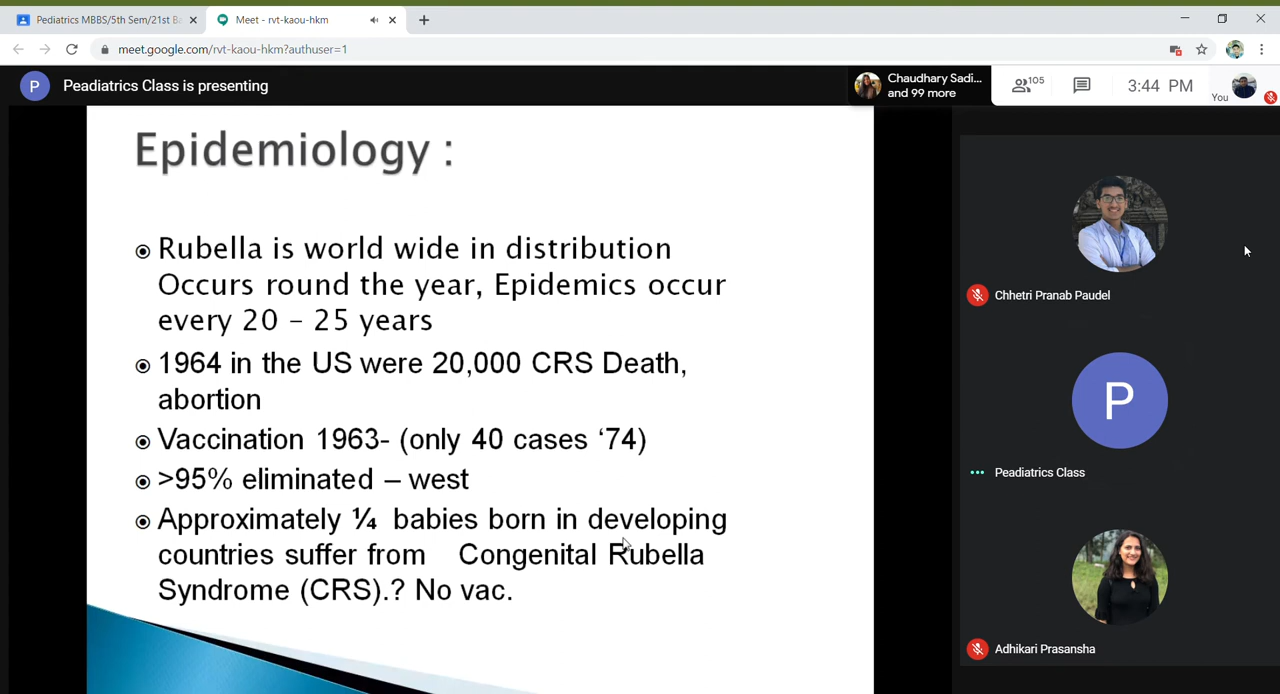 Pediatrics MBBS/5th Sem/21st Ba
Meet - rvt-kaou-hkm
meet.google.com/rvt-kaou-hkm?authuser=1
P
Peadiatrics Class is presenting
Chaudhary Sadi...
and 99 more
105
3:44 PM
You
Epidemiology :
Rubella is world wide in distribution
Occurs round the year, Epidemics occur
every 20 – 25 years
1964 in the US were 20,000 CRS Death,
abortion
Vaccination 1963- (only 40 cases ‘74)
>95% eliminated – west
Approximately ¼ babies born in developing
countries suffer from Congenital Rubella
Syndrome (CRS).? No vac.
Chhetri Pranab Paudel
P
Peadiatrics Class
Adhikari Prasansha